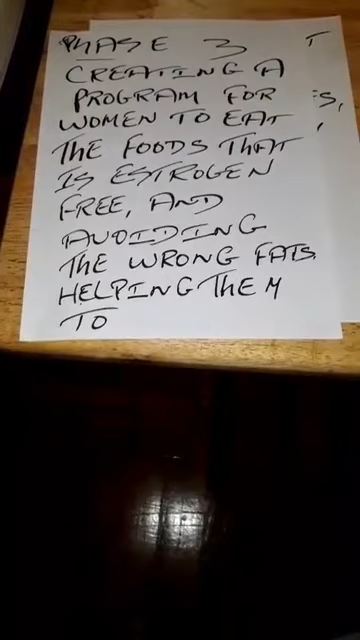 PHASE 3
CREATING A
PROGRAM FOR
WOMEN TO EAT
THE FOODS THAT
IS ESTROGEN
FREE, AND
AVOIDING
THE WRONG FATS.
HELPING THEM
TO
T
S,
,